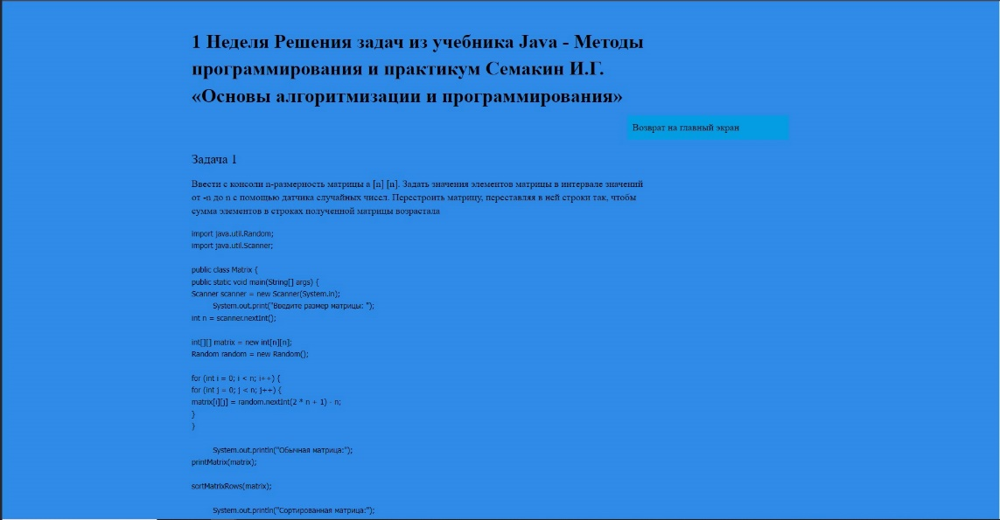 1 Неделя Решения задач из учебника Java - Методы
программирования и практикум Семакин И.Г.
«Основы алгоритмизации и программирования»
Возврат на главный экран
Задача 1
Ввести с консоли n-размерность матрицы a [n] [n]. Задать значения элементов матрицы в интервале значений
от -n до n с помощью датчика случайных чисел. Перестроить матрицу, переставляя в ней строки так, чтобы
сумма элементов в строках полученной матрицы возрастала
import java.util.Random;
import java.util.Scanner;
public class Matrix {
public static void main(String[] args) {
Scanner scanner = new Scanner(System.in);
System.out.print("Введите размер матрицы: ");
int n = scanner.nextInt();
int[][] matrix = new int[n][n];
Random random = new Random();
for (int i = 0; i < n; i++) {
for (int j = 0; j < n; j++) {
matrix[i][j] = random.nextInt(2 * n + 1) - n;
}
}
System.out.println("Обычная матрица:");
printMatrix(matrix);
sortMatrixRows(matrix);
System.out.println("Сортированная матрица:");